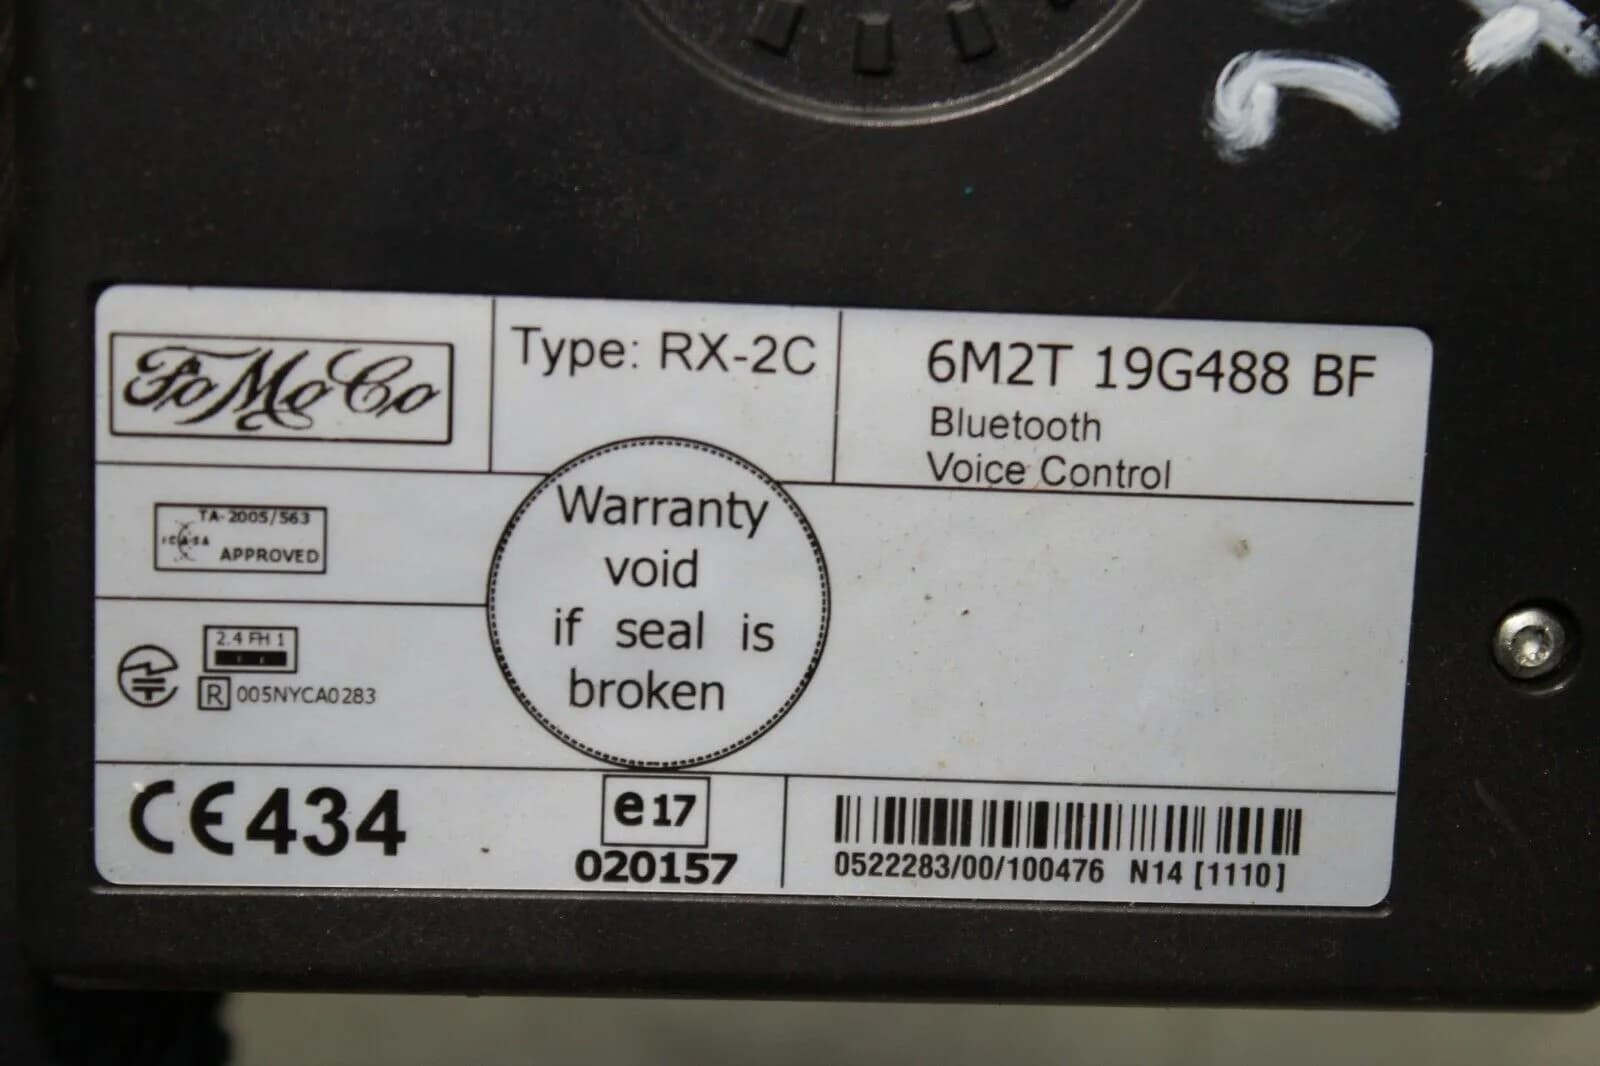 FoMoCo
Type: RX-2C
6M2T 19G488 BF
Bluetooth
Voice Control
TA-2005/563
ICASA
APPROVED
Warranty
void
if seal is
broken
2.4 FH 1
R 005NYCA0283
CE434
e17
020157
0522283/00/100476 N14 [1110]